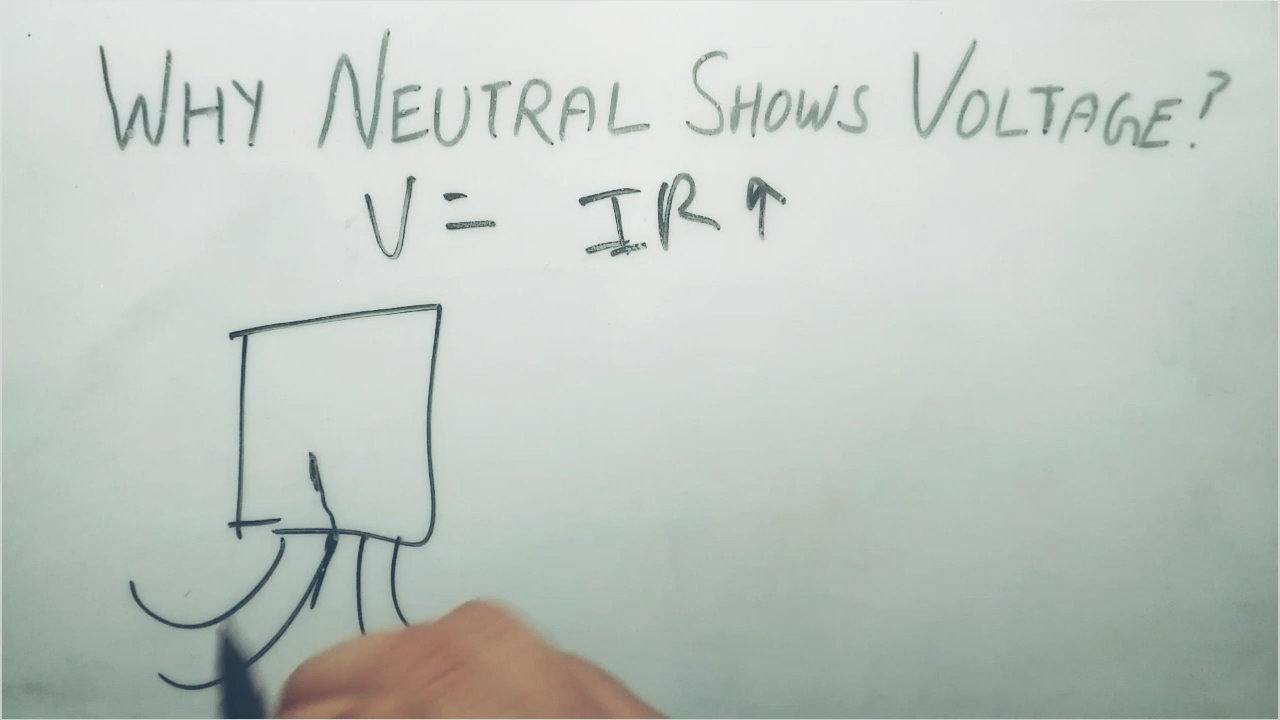 WHY NEUTRAL SHOWS VOLTAGE?
V = IR↑